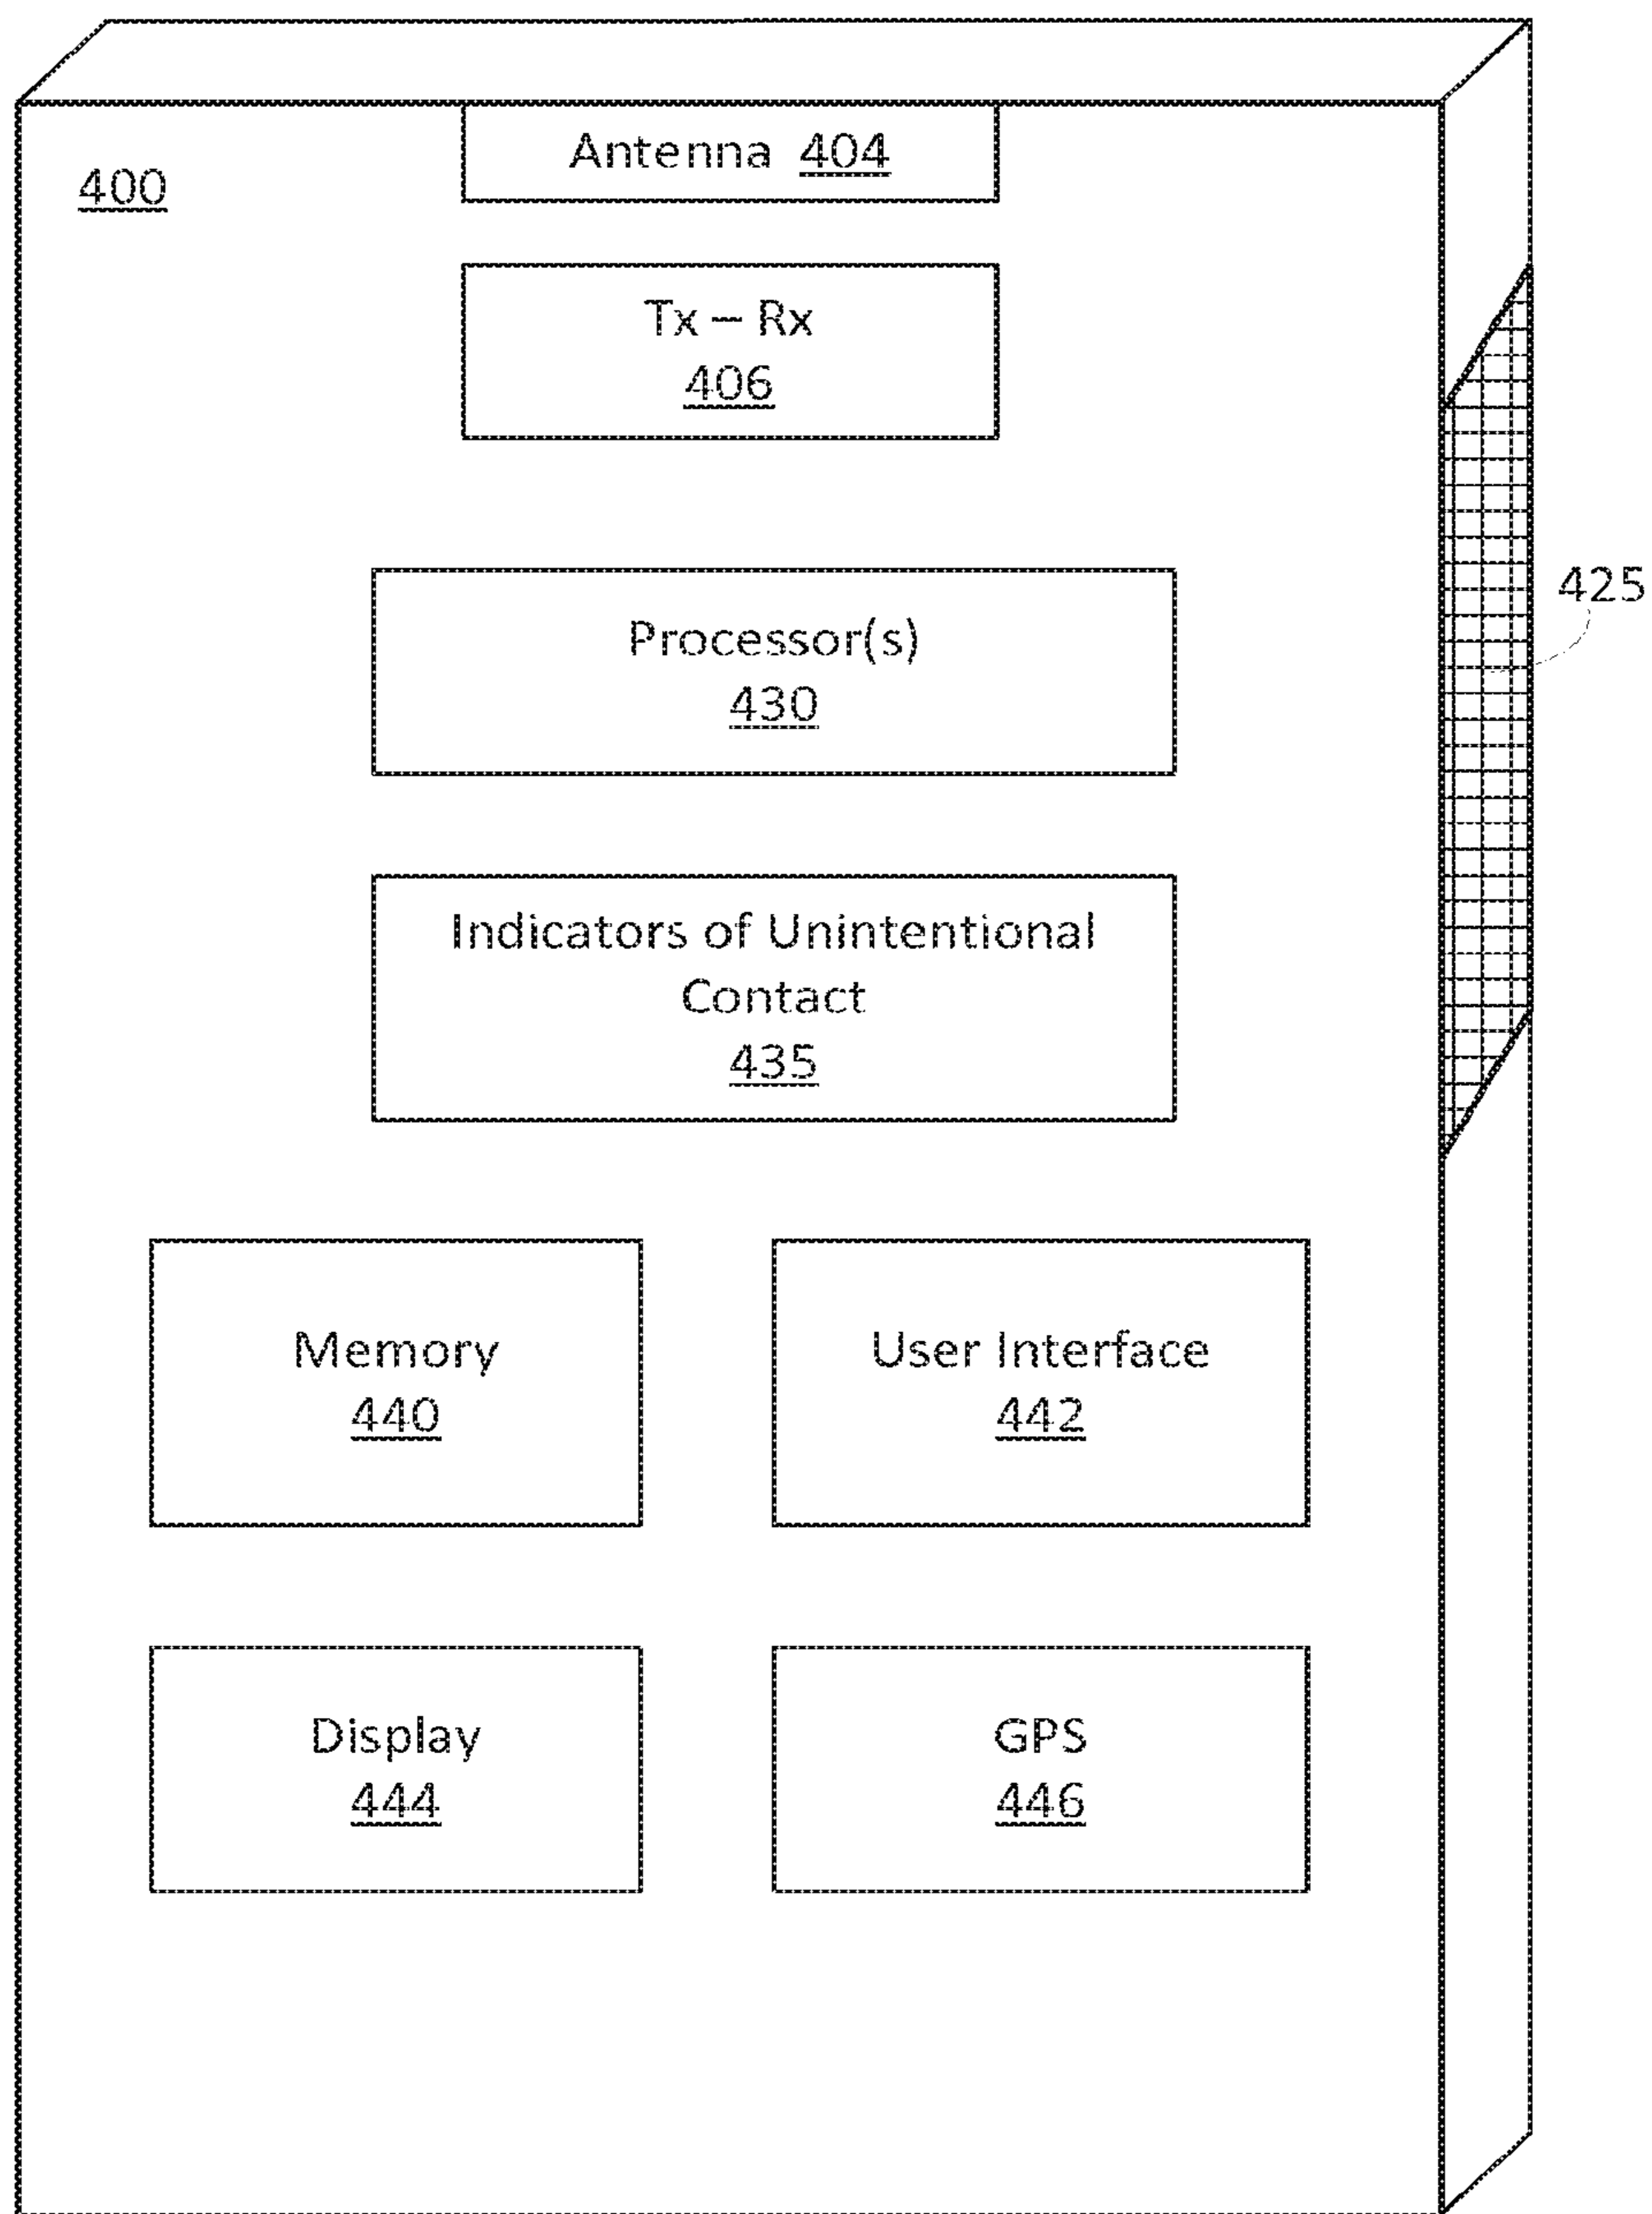 Antenna 404
400
Tx – Rx
406
425
Processor(s)
430
Indicators of Unintentional
Contact
435
Memory
440
User Interface
442
Display
444
GPS
446